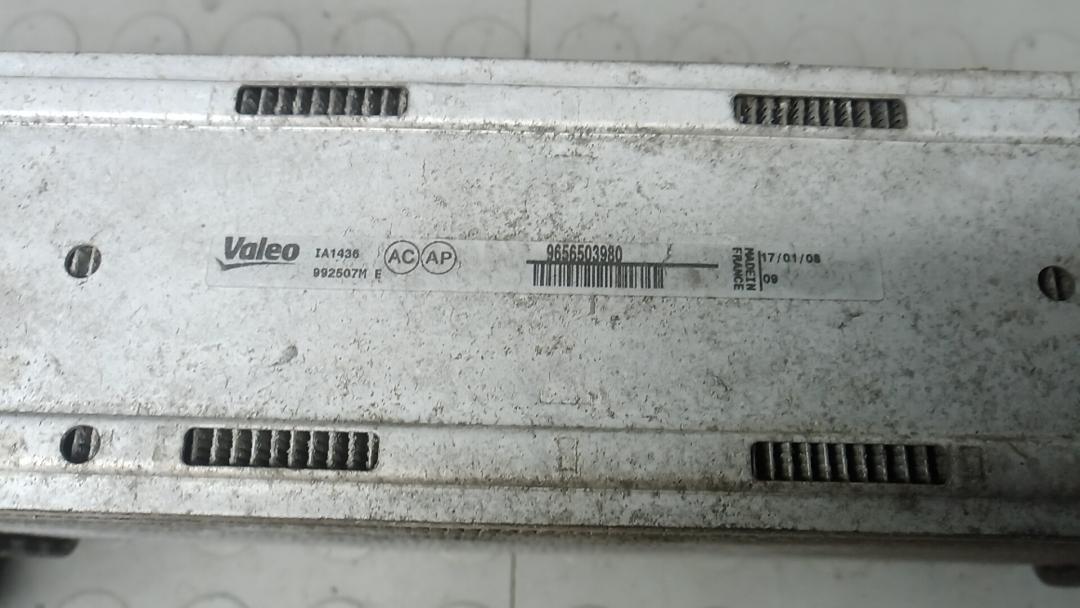 Valeo
IA1436
992507M E
AC AP
9656503980
MADE IN
FRANCE
17/01/08
09